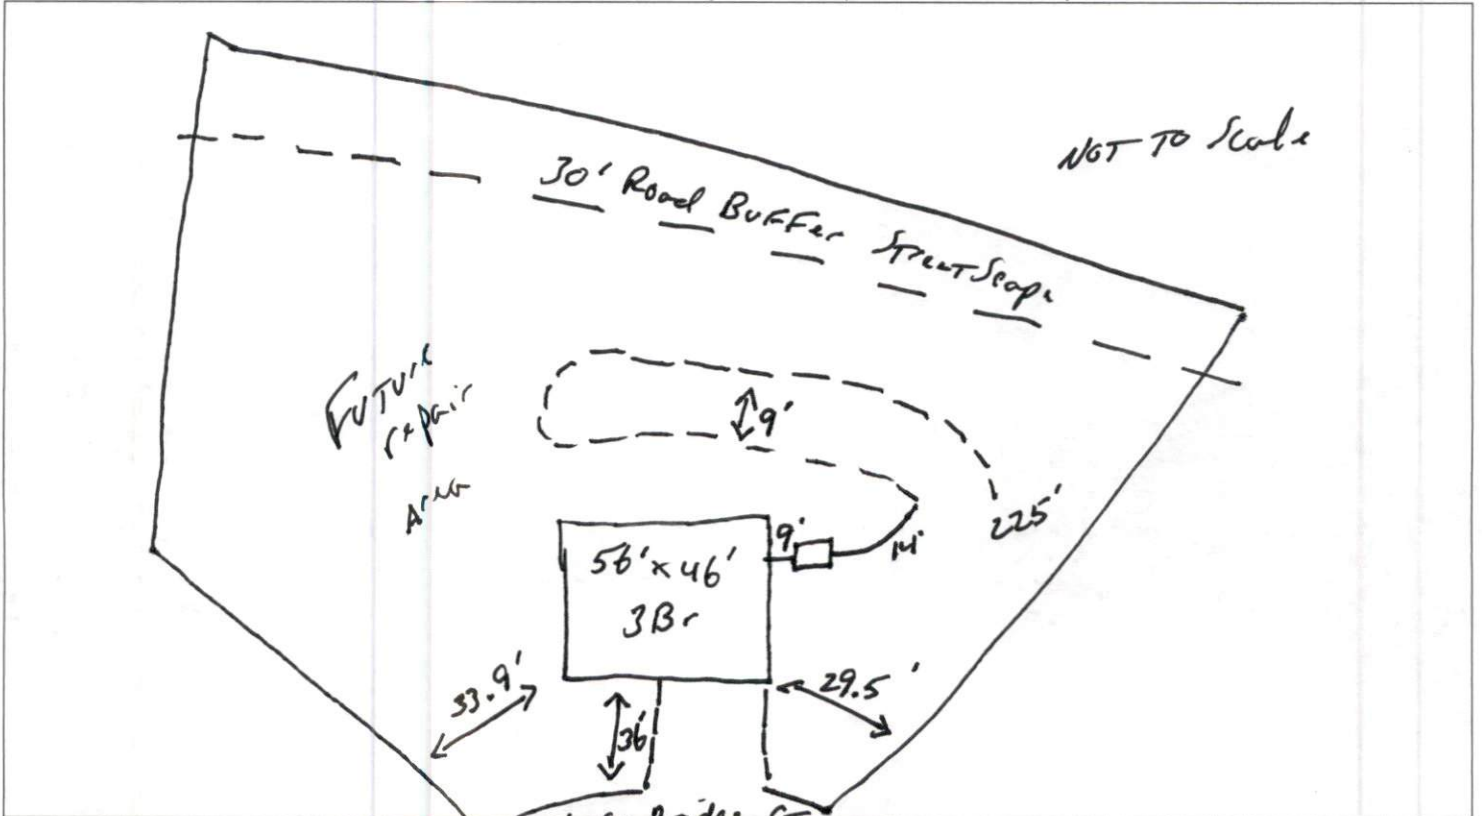 NOT TO Scale
30' Road Buffer StreetScape
Future
repair
Area
9'
225'
9'
14'
56' x 46'
3Br
33.9'
29.5'
36'